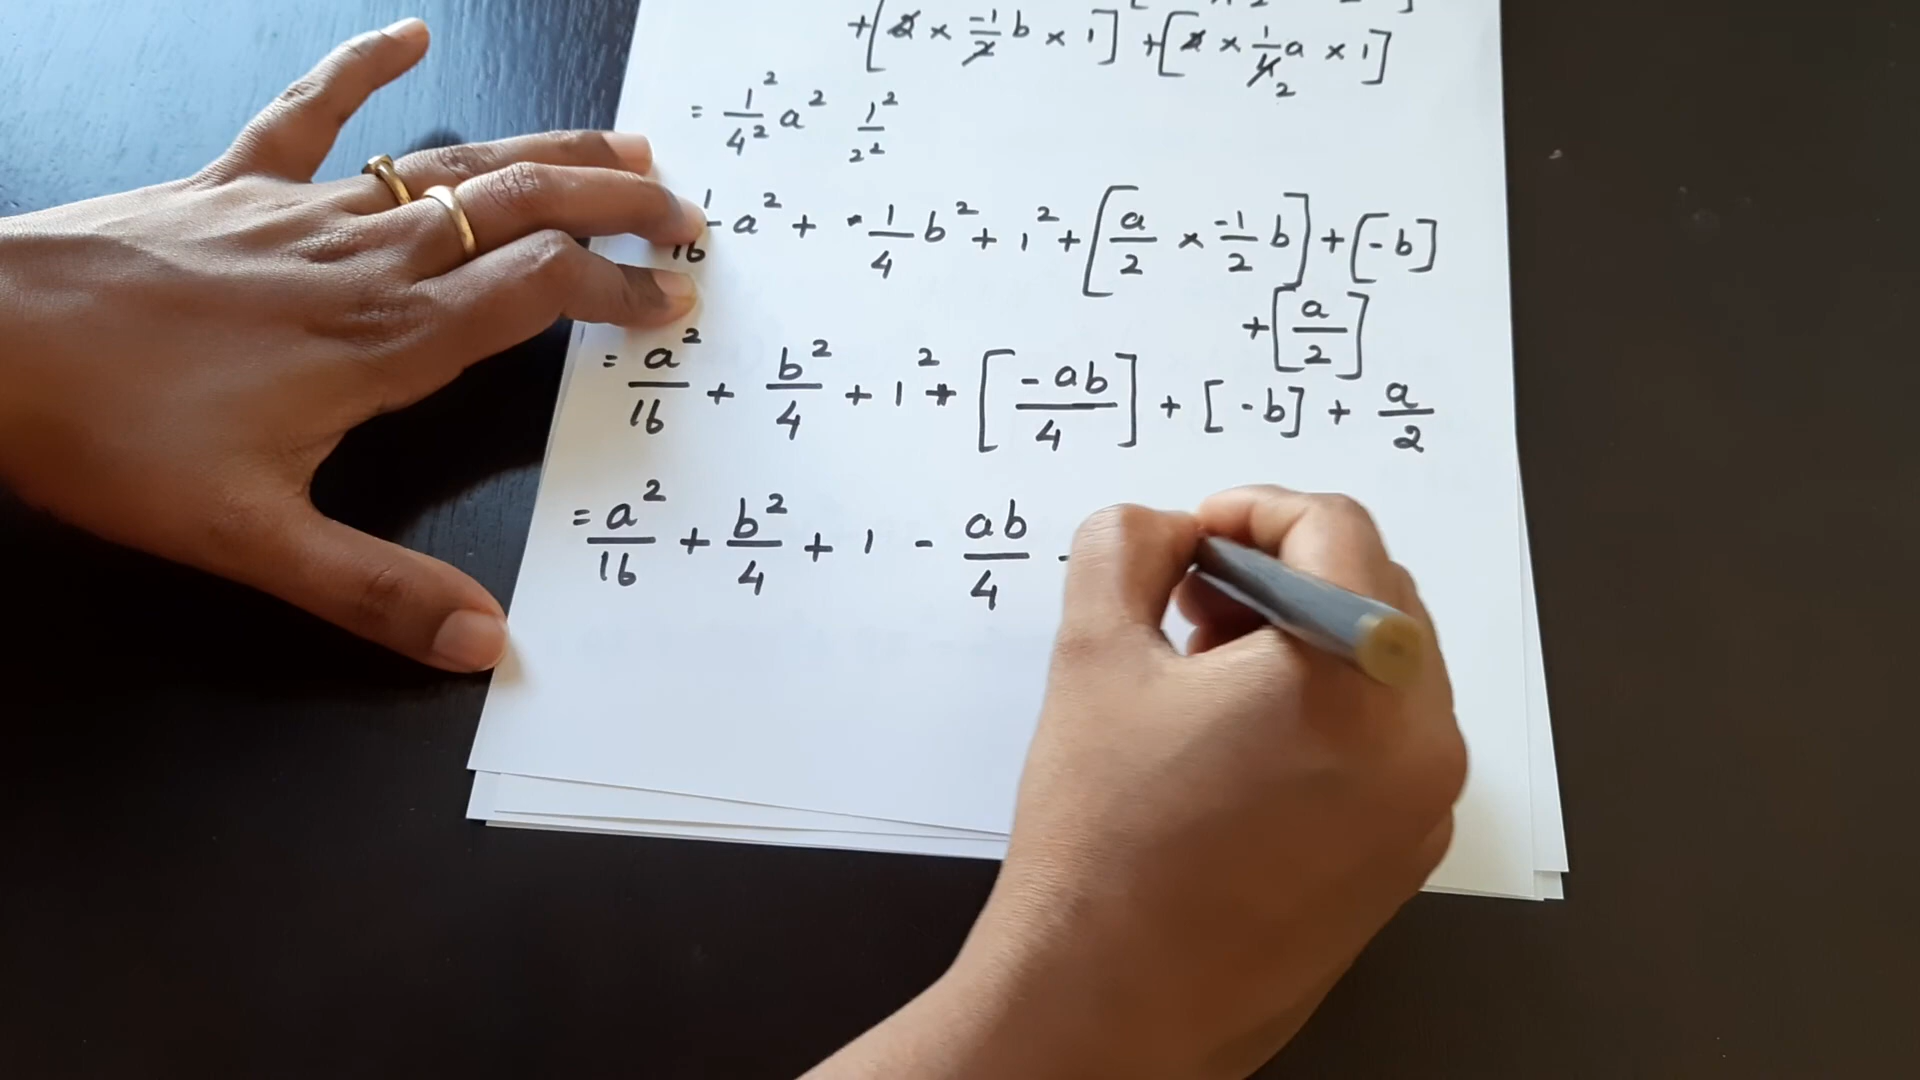 +[2 × -1/2 b × 1] + [2 × 1/4 2 a × 1]
= 1²/4² a² 1²/2²
1/16 a² + 1/4 b² + 1² + [a/2 × -1/2 b] + [-b]
+ [a/2]
= a²/16 + b²/4 + 1² + [-ab/4] + [-b] + a/2
= a²/16 + b²/4 + 1 - ab/4 -